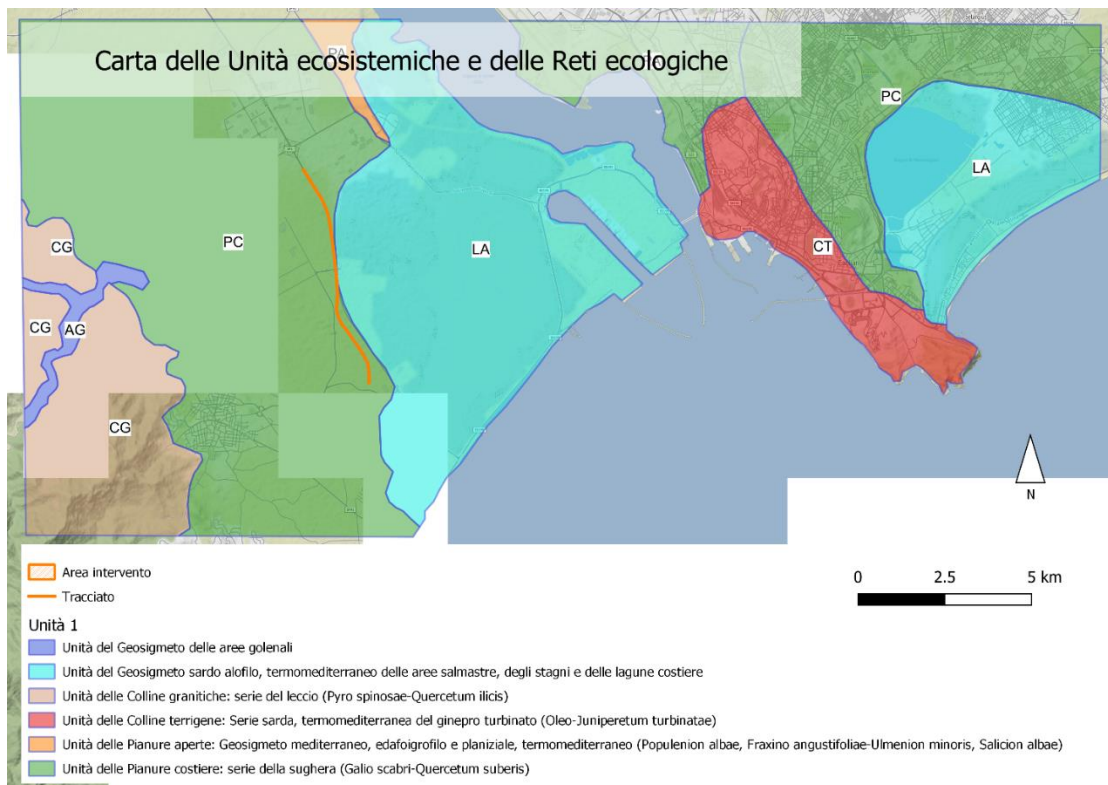 Carta delle Unità ecosistemiche e delle Reti ecologiche
PA
PC
LA
CT
PC
LA
CG
CG
AG
CG
N
0 2.5 5 km
Area intervento
Tracciato
Unità 1
Unità del Geosigmeto delle aree golenali
Unità del Geosigmeto sardo alofilo, termomediterraneo delle aree salmastre, degli stagni e delle lagune costiere
Unità delle Colline granitiche: serie del leccio (Pyro spinosae-Quercetum ilicis)
Unità delle Colline terrigene: Serie sarda, termomediterranea del ginepro turbinato (Oleo-Juniperetum turbinatae)
Unità delle Pianure aperte: Geosigmeto mediterraneo, edafoigrofilo e planiziale, termomediterraneo (Populenion albae, Fraxino angustifoliae-Ulmenion minoris, Salicion albae)
Unità delle Pianure costiere: serie della sughera (Galio scabri-Quercetum suberis)